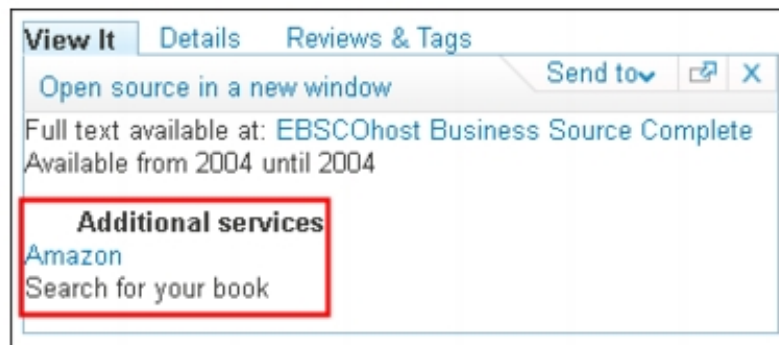 View It Details Reviews & Tags
Open source in a new window Send to X
Full text available at: EBSCOhost Business Source Complete
Available from 2004 until 2004
Additional services
Amazon
Search for your book